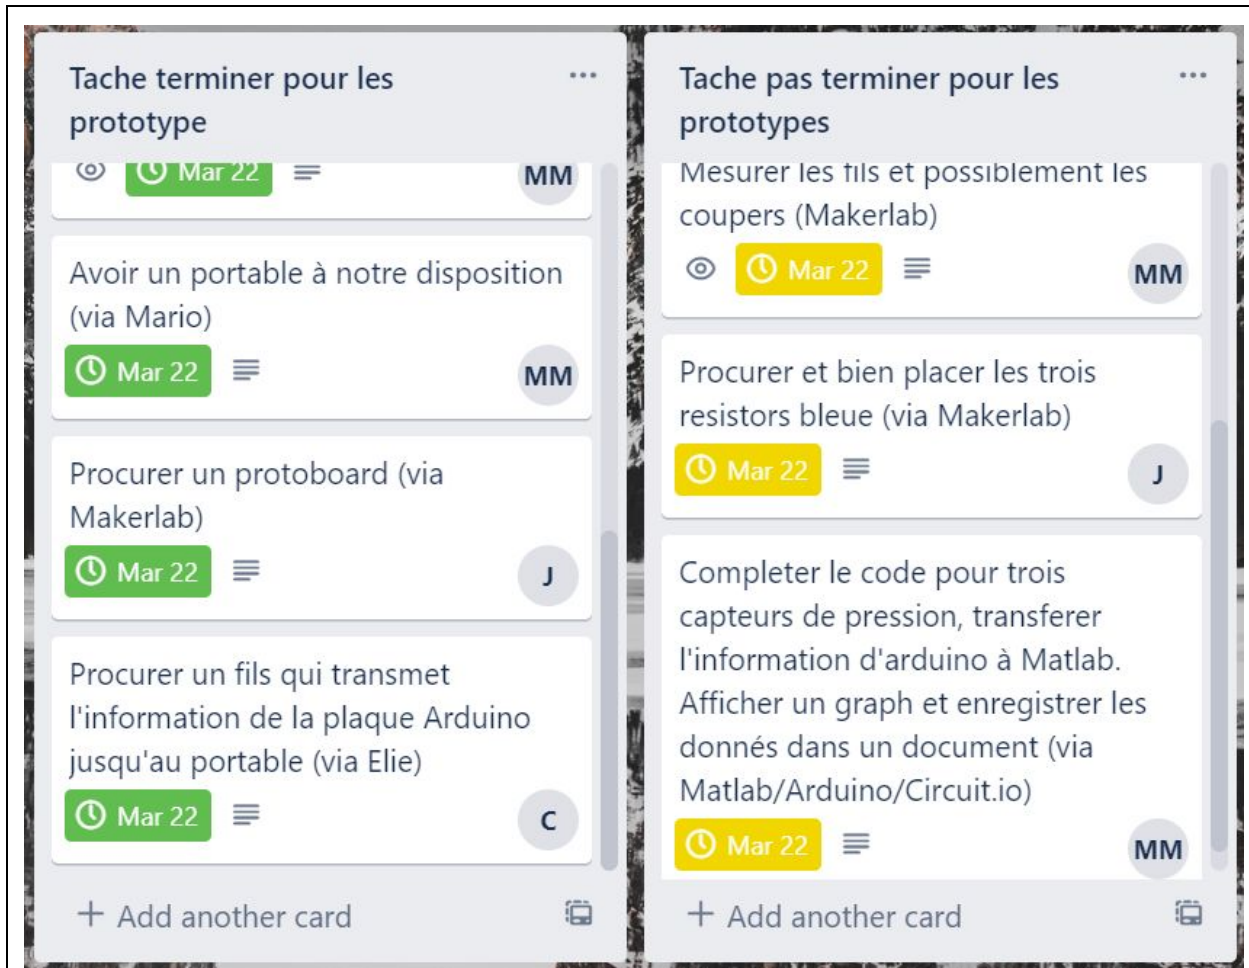 Tache terminer pour les
prototype
Mar 22
MM
Avoir un portable à notre disposition
(via Mario)
Mar 22
MM
Procurer un protoboard (via
Makerlab)
Mar 22
J
Procurer un fils qui transmet
l'information de la plaque Arduino
jusqu'au portable (via Elie)
Mar 22
C
+ Add another card
Tache pas terminer pour les
prototypes
Mesurer les fils et possiblement les
coupers (Makerlab)
Mar 22
MM
Procurer et bien placer les trois
resistors bleue (via Makerlab)
Mar 22
J
Completer le code pour trois
capteurs de pression, transferer
l'information d'arduino à Matlab.
Afficher un graph et enregistrer les
donnés dans un document (via
Matlab/Arduino/Circuit.io)
Mar 22
MM
+ Add another card